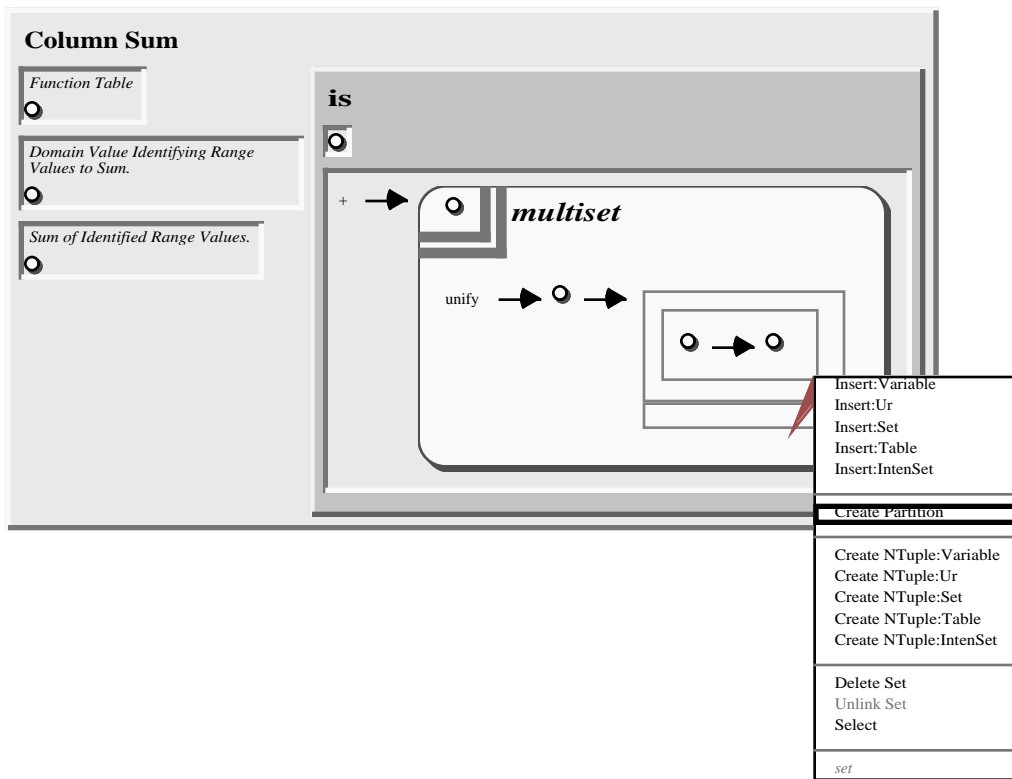 Column Sum
Function Table
Domain Value Identifying Range
Values to Sum.
Sum of Identified Range Values.
is
+
multiset
unify
Insert:Variable
Insert:Ur
Insert:Set
Insert:Table
Insert:IntenSet
Create Partition
Create NTuple:Variable
Create NTuple:Ur
Create NTuple:Set
Create NTuple:Table
Create NTuple:IntenSet
Delete Set
Unlink Set
Select
set